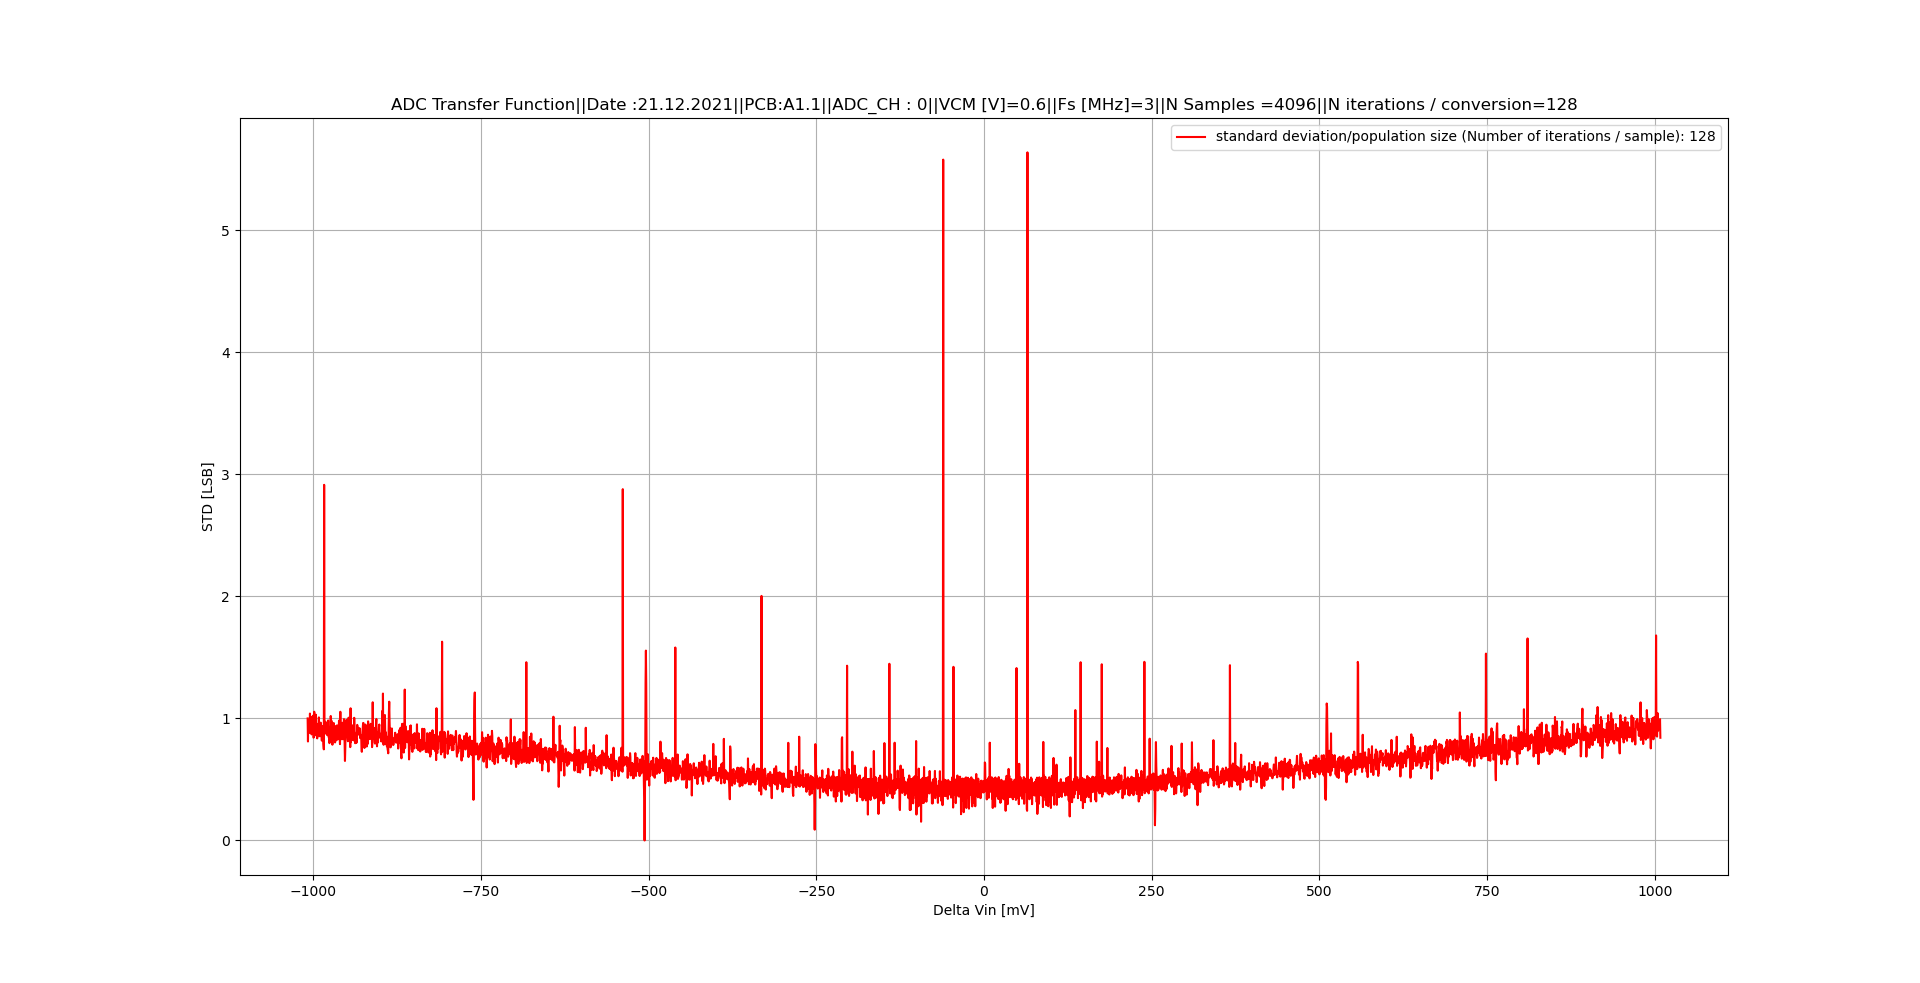 ADC Transfer Function||Date :21.12.2021||PCB:A1.1||ADC_CH : 0||VCM [V]=0.6||Fs [MHz]=3||N Samples =4096||N iterations / conversion=128
standard deviation/population size (Number of iterations / sample): 128
STD [LSB]
5
4
3
2
1
0
−1000 −750 −500 −250 0 250 500 750 1000
Delta Vin [mV]